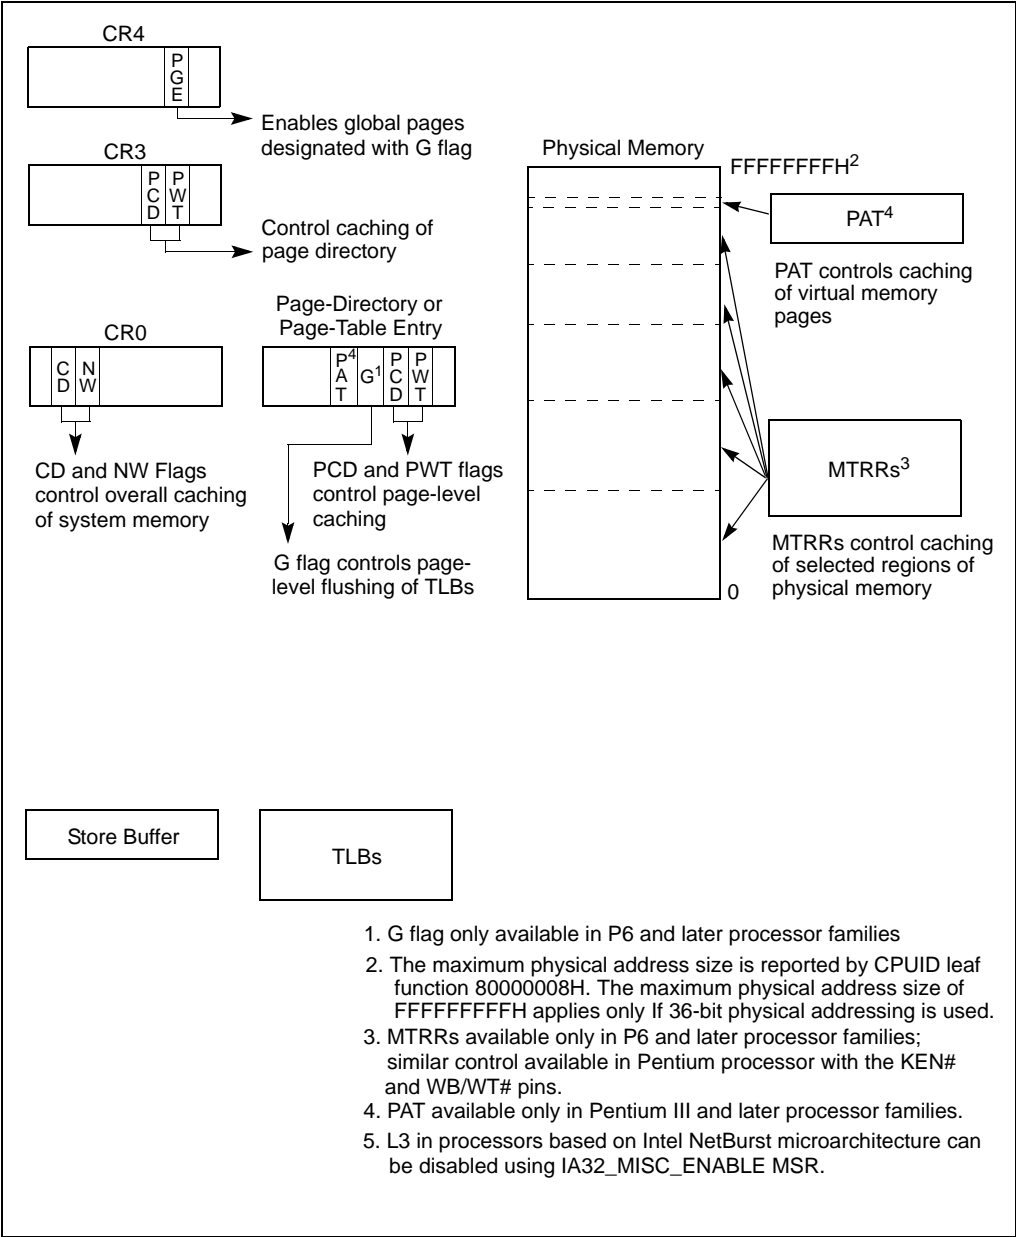 CR4
PGE
Enables global pages
designated with G flag
CR3
PCD PWT
Control caching of
page directory
Physical Memory
FFFFFFFFH2
PAT4
PAT controls caching
of virtual memory
pages
Page-Directory or
Page-Table Entry
CR0
CD NW
PAT4 G1 PCD PWT
CD and NW Flags
control overall caching
of system memory
PCD and PWT flags
control page-level
caching
G flag controls page-
level flushing of TLBs
MTRRs3
MTRRs control caching
of selected regions of
physical memory
0
Store Buffer
TLBs
1. G flag only available in P6 and later processor families
2. The maximum physical address size is reported by CPUID leaf
function 80000008H. The maximum physical address size of
FFFFFFFFFH applies only If 36-bit physical addressing is used.
3. MTRRs available only in P6 and later processor families;
similar control available in Pentium processor with the KEN#
and WB/WT# pins.
4. PAT available only in Pentium III and later processor families.
5. L3 in processors based on Intel NetBurst microarchitecture can
be disabled using IA32_MISC_ENABLE MSR.